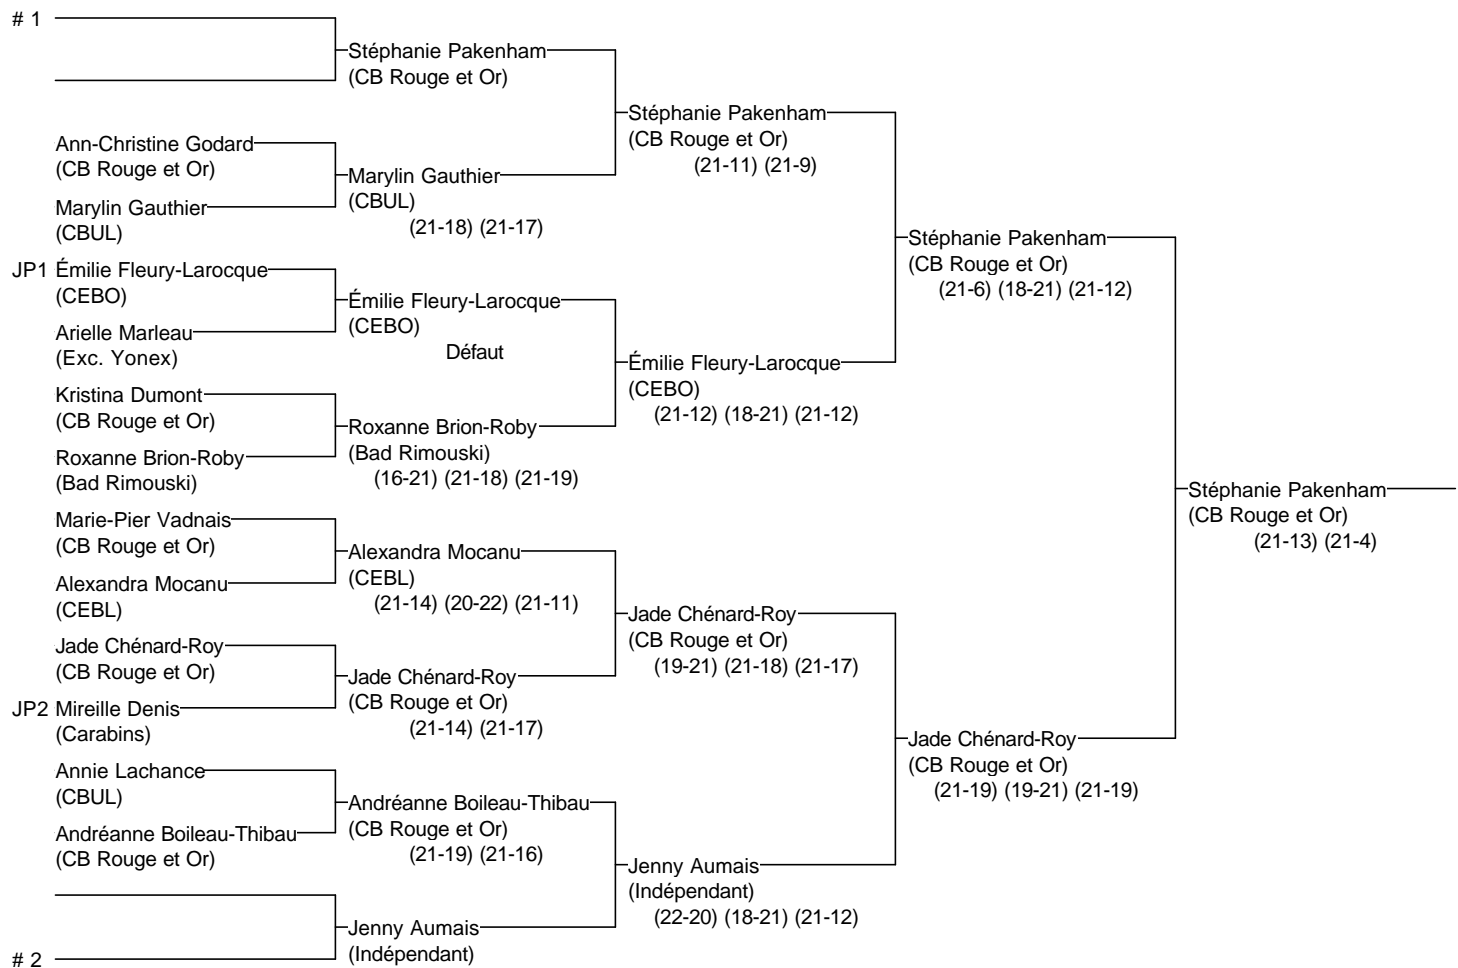 # 1
Stéphanie Pakenham
(CB Rouge et Or)
Stéphanie Pakenham
(CB Rouge et Or)
(21-11) (21-9)
Ann-Christine Godard
(CB Rouge et Or)
Marylin Gauthier
(CBUL)
(21-18) (21-17)
Marylin Gauthier
(CBUL)
Stéphanie Pakenham
(CB Rouge et Or)
(21-6) (18-21) (21-12)
JP1 Émilie Fleury-Larocque
(CEBO)
Émilie Fleury-Larocque
(CEBO)
Défaut
Arielle Marleau
(Exc. Yonex)
Émilie Fleury-Larocque
(CEBO)
(21-12) (18-21) (21-12)
Kristina Dumont
(CB Rouge et Or)
Roxanne Brion-Roby
(Bad Rimouski)
(16-21) (21-18) (21-19)
Roxanne Brion-Roby
(Bad Rimouski)
Stéphanie Pakenham
(CB Rouge et Or)
(21-13) (21-4)
Marie-Pier Vadnais
(CB Rouge et Or)
Alexandra Mocanu
(CEBL)
(21-14) (20-22) (21-11)
Alexandra Mocanu
(CEBL)
Jade Chénard-Roy
(CB Rouge et Or)
(19-21) (21-18) (21-17)
Jade Chénard-Roy
(CB Rouge et Or)
Jade Chénard-Roy
(CB Rouge et Or)
(21-14) (21-17)
JP2 Mireille Denis
(Carabins)
Jade Chénard-Roy
(CB Rouge et Or)
(21-19) (19-21) (21-19)
Annie Lachance
(CBUL)
Andréanne Boileau-Thibau
(CB Rouge et Or)
(21-19) (21-16)
Andréanne Boileau-Thibau
(CB Rouge et Or)
Jenny Aumais
(Indépendant)
(22-20) (18-21) (21-12)
Jenny Aumais
(Indépendant)
# 2